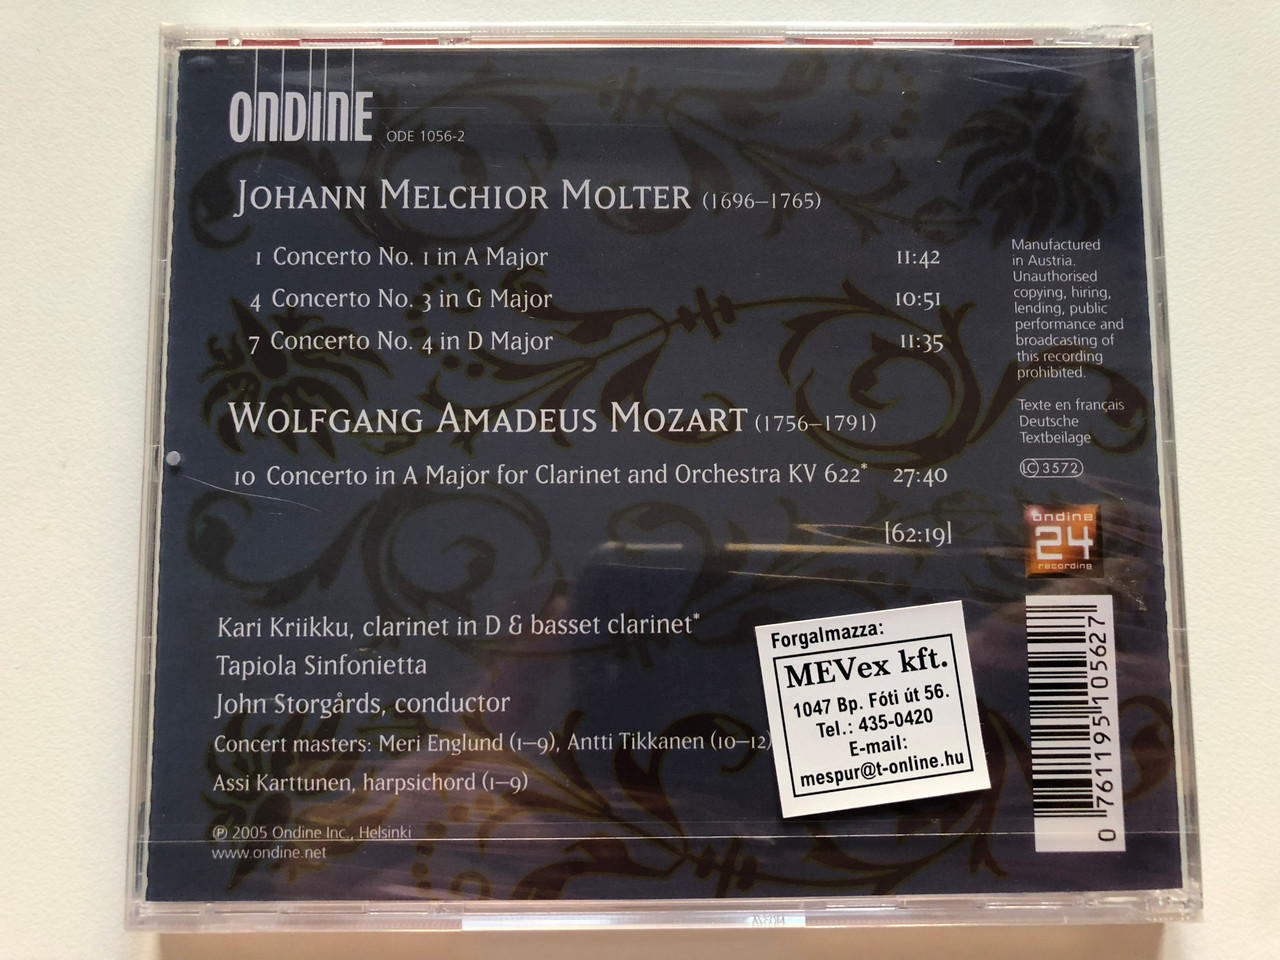 ONDINE ODE 1056-2
JOHANN MELCHIOR MOLTER (1696–1765)
1 Concerto No. 1 in A Major 11:42
4 Concerto No. 3 in G Major 10:51
7 Concerto No. 4 in D Major 11:35
WOLFGANG AMADEUS MOZART (1756–1791)
10 Concerto in A Major for Clarinet and Orchestra KV 622* 27:40
[62:19]
Kari Kriikku, clarinet in D & basset clarinet*
Tapiola Sinfonietta
John Storgårds, conductor
Concert masters: Meri Englund (1–9), Antti Tikkanen (10–12)
Assi Karttunen, harpsichord (1–9)
℗ 2005 Ondine Inc., Helsinki
www.ondine.net
Manufactured
in Austria.
Unauthorised
copying, hiring,
lending, public
performance and
broadcasting of
this recording
prohibited.
Texte en français
Deutsche
Textbeilage
LC 3572
ondine
24
recording
Forgalmazza:
MEVex kft.
1047 Bp. Fóti út 56.
Tel.: 435-0420
E-mail:
mespur@t-online.hu
0 761195 105627